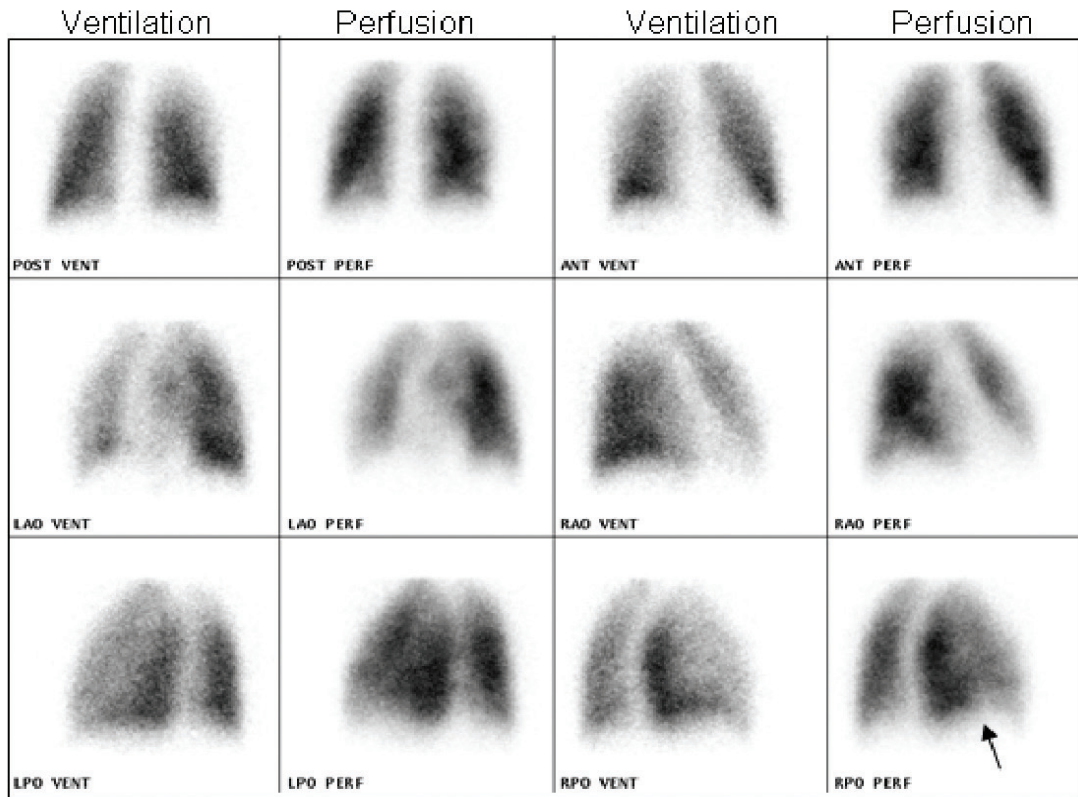 Ventilation Perfusion Ventilation Perfusion
POST VENT POST PERF ANT VENT ANT PERF
LAO VENT LAO PERF RAO VENT RAO PERF
LPO VENT LPO PERF RPO VENT RPO PERF